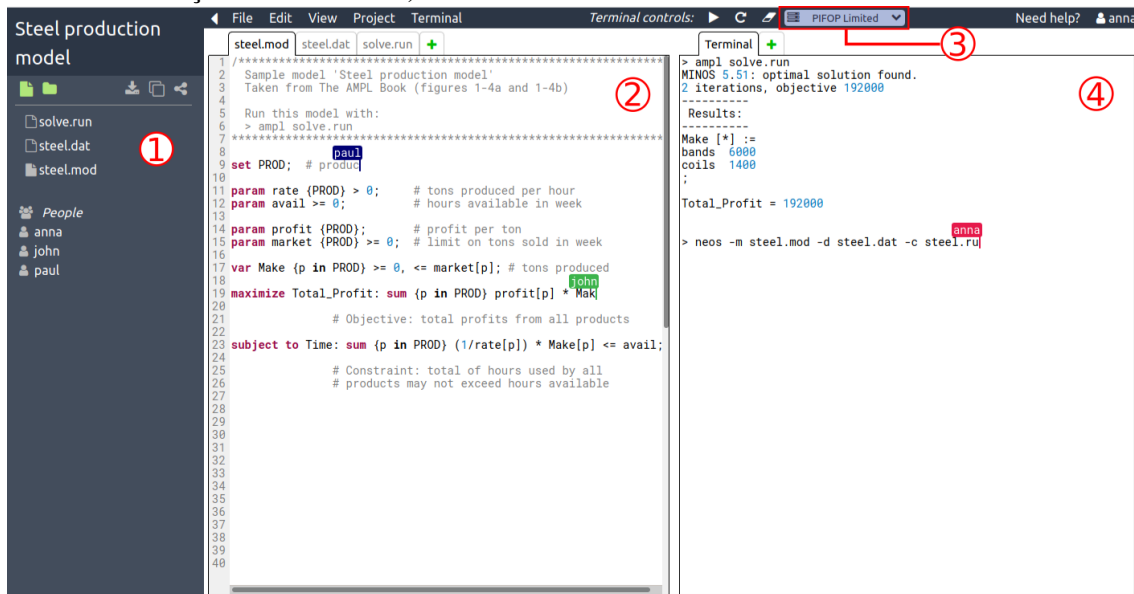 Steel production
model
File Edit View Project Terminal
Terminal controls:
PIFOP Limited
Need help?
anna
solve.run
steel.dat
steel.mod
People
anna
john
paul
1
steel.mod steel.dat solve.run +
1 /****************************************************************
2 Sample model 'Steel production model'
3 Taken from The AMPL Book (figures 1-4a and 1-4b)
4
5 Run this model with:
6 > ampl solve.run
7 ****************************************************************
8
paul
9 set PROD; # produc
10
11 param rate {PROD} > 0; # tons produced per hour
12 param avail >= 0; # hours available in week
13
14 param profit {PROD}; # profit per ton
15 param market {PROD} >= 0; # limit on tons sold in week
16
17 var Make {p in PROD} >= 0, <= market[p]; # tons produced
18
john
19 maximize Total_Profit: sum {p in PROD} profit[p] * Mak
20
21 # Objective: total profits from all products
22
23 subject to Time: sum {p in PROD} (1/rate[p]) * Make[p] <= avail;
24
25 # Constraint: total of hours used by all
26 # products may not exceed hours available
27
28
29
30
31
32
33
34
35
36
37
38
39
40
2
3
Terminal +
> ampl solve.run
MINOS 5.51: optimal solution found.
2 iterations, objective 192000
----------
Results:
----------
Make [*] :=
bands 6000
coils 1400
;
Total_Profit = 192000
anna
> neos -m steel.mod -d steel.dat -c steel.ru
4